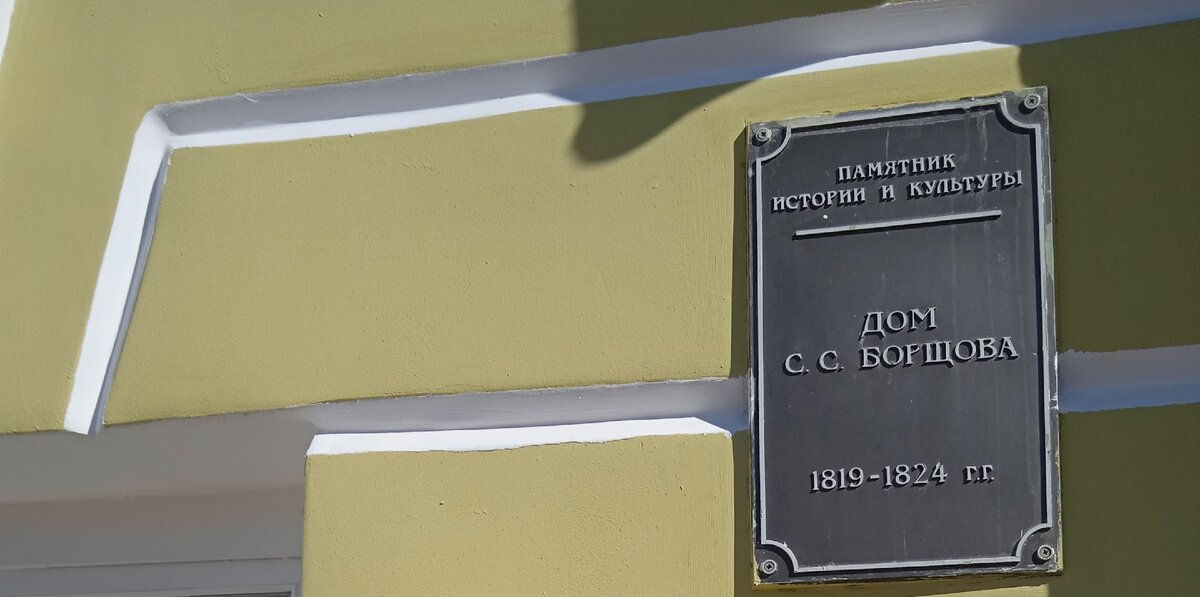 ПАМЯТНИК
ИСТОРИИ И КУЛЬТУРЫ
ДОМ
С. С. БОРЩОВА
1819-1824 Г.Г.